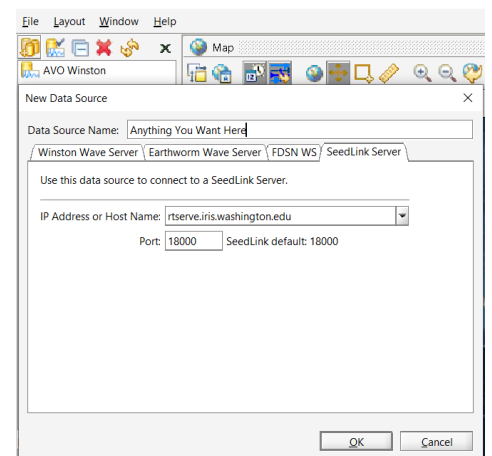 File Layout Window Help
Map
AVO Winston
New Data Source
Data Source Name: Anything You Want Here
Winston Wave Server Earthworm Wave Server FDSN WS SeedLink Server
Use this data source to connect to a SeedLink Server.
IP Address or Host Name: rtserve.iris.washington.edu
Port: 18000 SeedLink default: 18000
OK Cancel